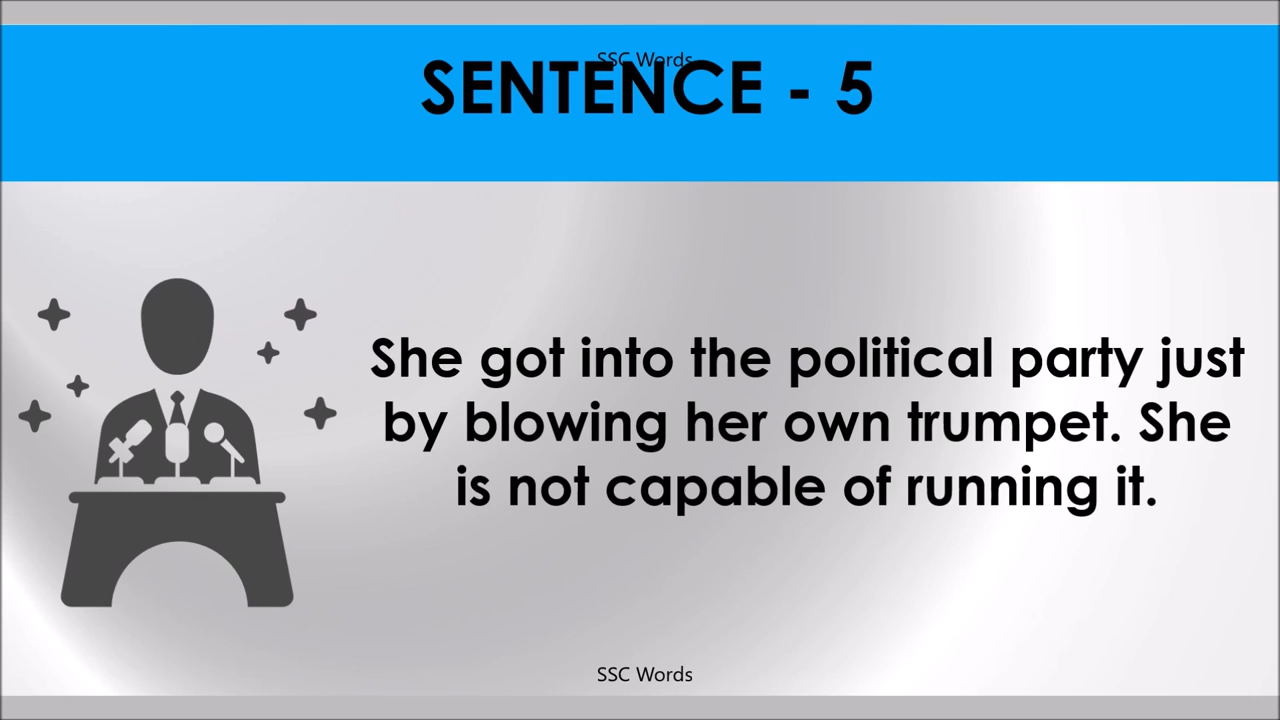 SSC Words
SENTENCE - 5
She got into the political party just
by blowing her own trumpet. She
is not capable of running it.
SSC Words